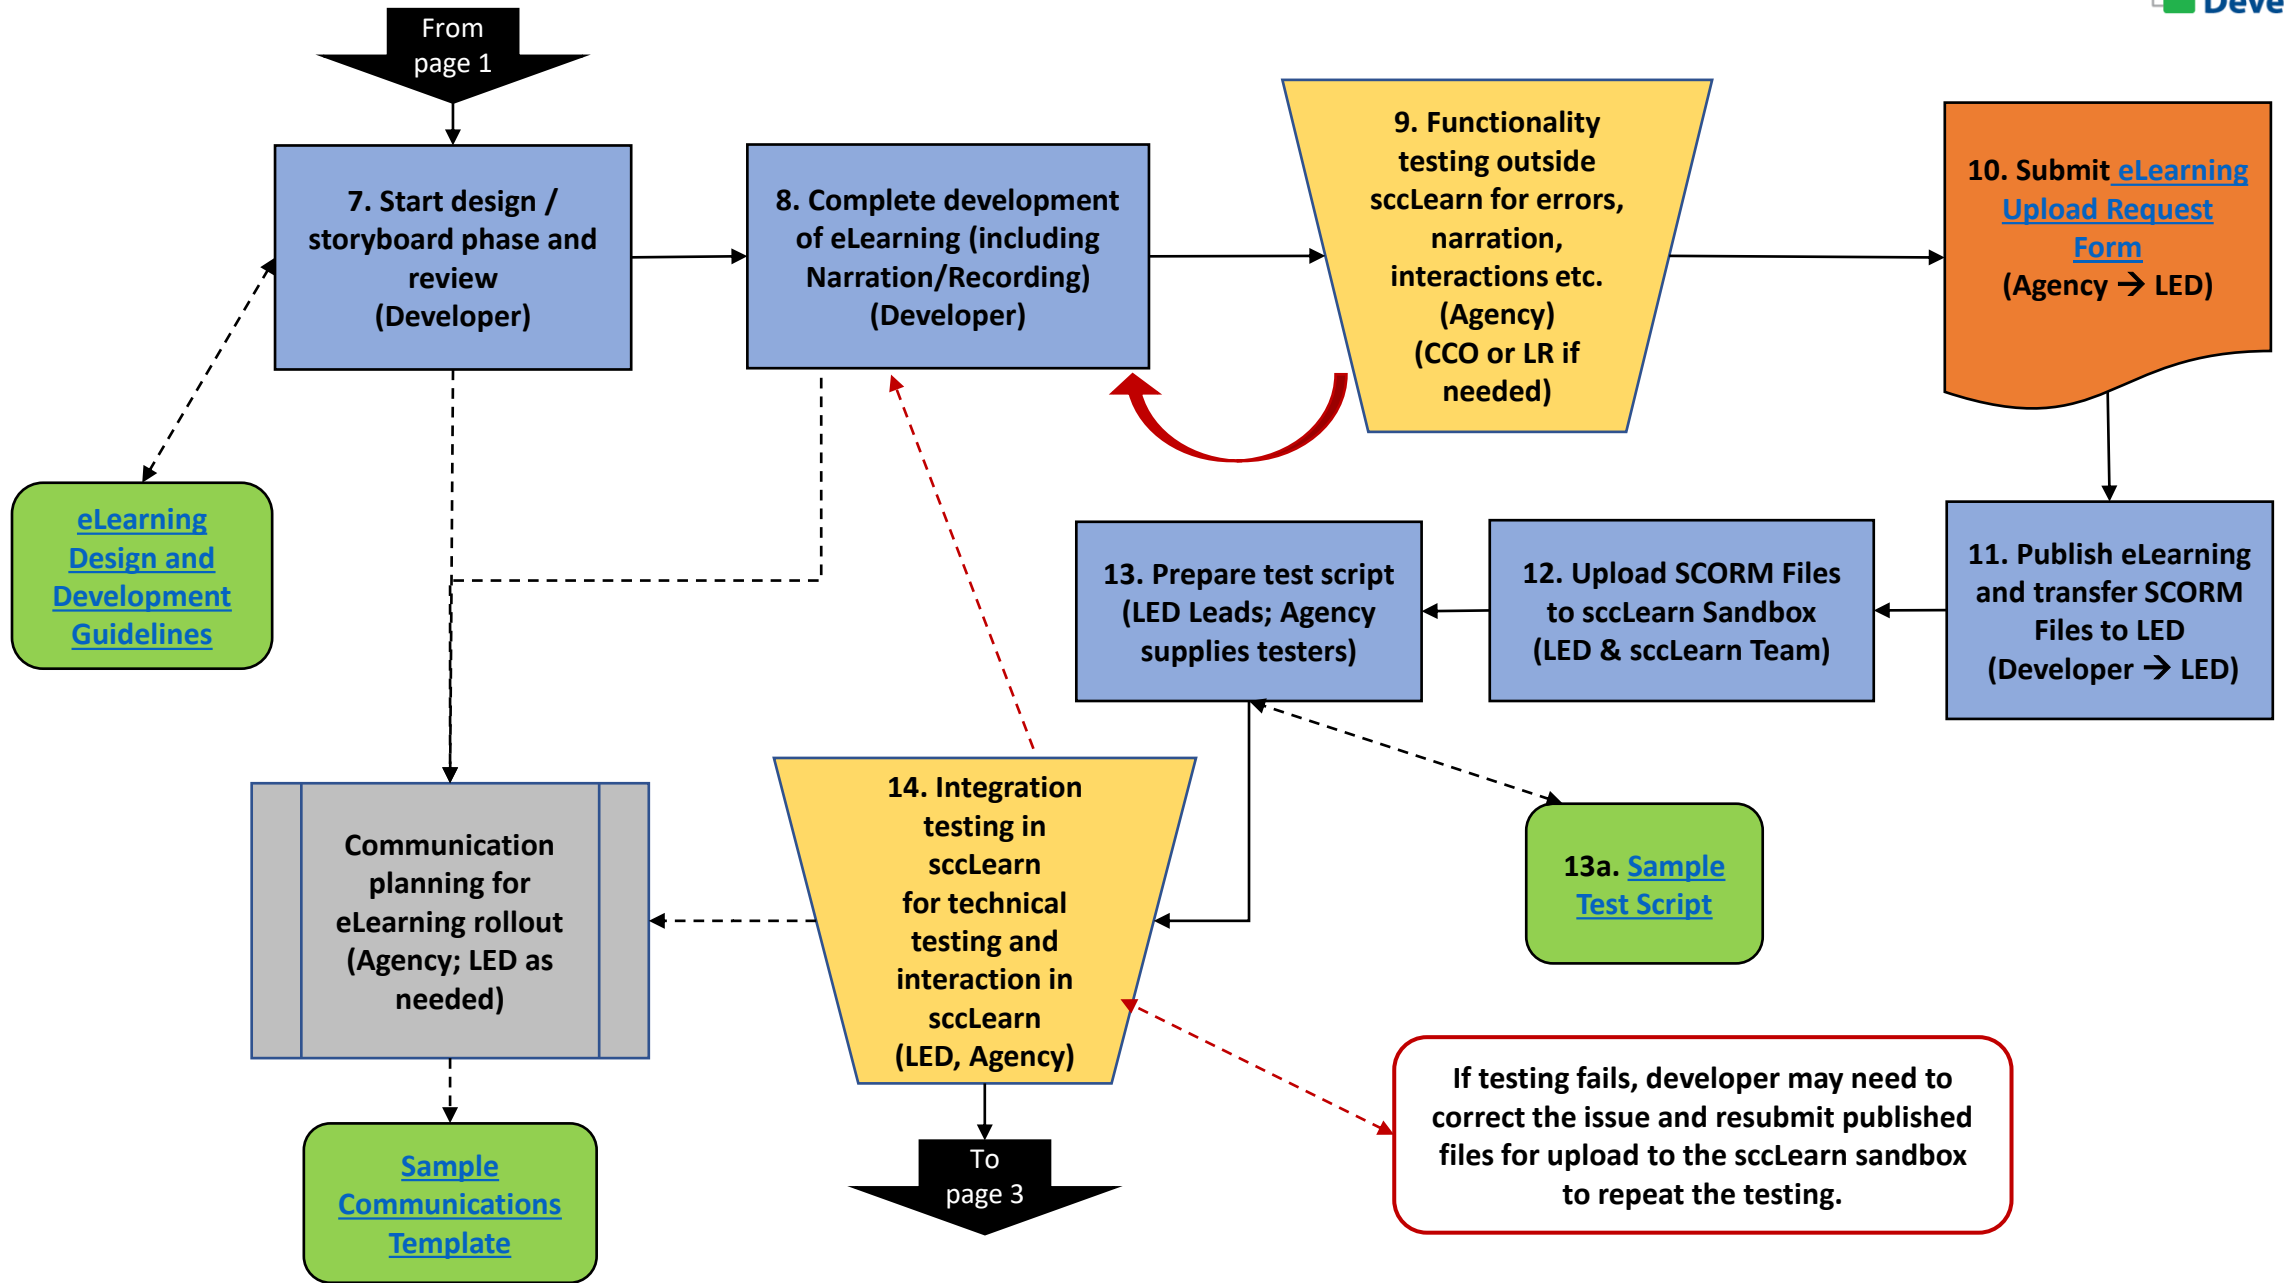 Deve
From
page 1
7. Start design /
storyboard phase and
review
(Developer)
8. Complete development
of eLearning (including
Narration/Recording)
(Developer)
9. Functionality
testing outside
sccLearn for errors,
narration,
interactions etc.
(Agency)
(CCO or LR if
needed)
10. Submit eLearning
Upload Request
Form
(Agency → LED)
eLearning
Design and
Development
Guidelines
13. Prepare test script
(LED Leads; Agency
supplies testers)
12. Upload SCORM Files
to sccLearn Sandbox
(LED & sccLearn Team)
11. Publish eLearning
and transfer SCORM
Files to LED
(Developer → LED)
Communication
planning for
eLearning rollout
(Agency; LED as
needed)
14. Integration
testing in
sccLearn
for technical
testing and
interaction in
sccLearn
(LED, Agency)
13a. Sample
Test Script
If testing fails, developer may need to
correct the issue and resubmit published
files for upload to the sccLearn sandbox
to repeat the testing.
Sample
Communications
Template
To
page 3